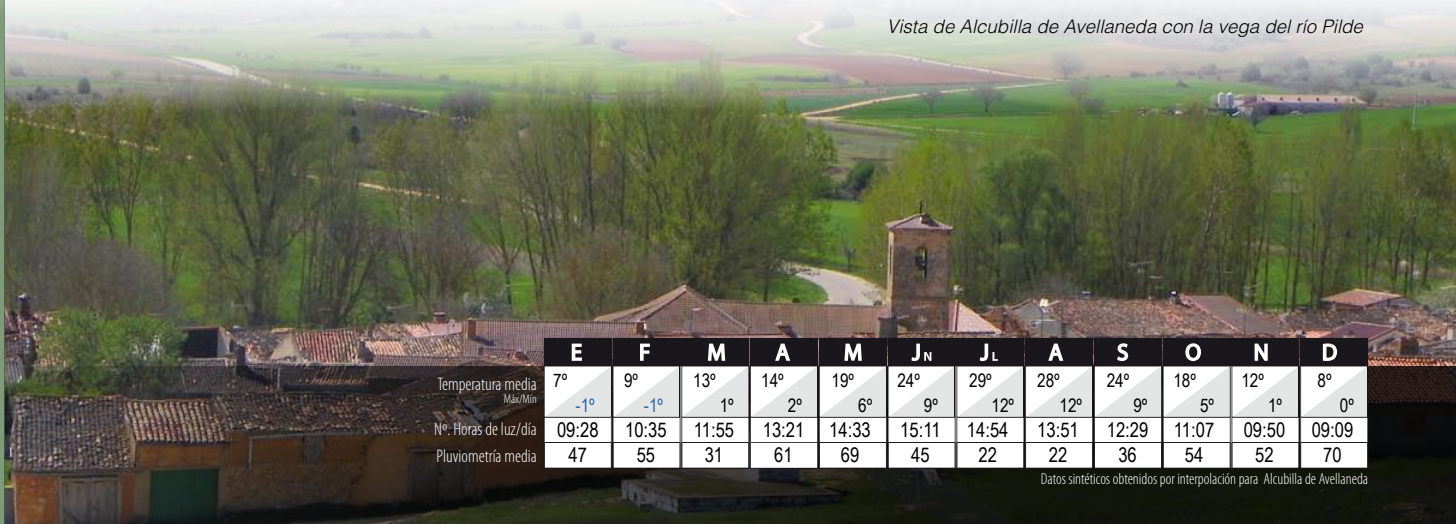 Vista de Alcubilla de Avellaneda con la vega del río Pilde
E F M A M JN JL A S O N D
Temperatura media 7º 9º 13º 14º 19º 24º 29º 28º 24º 18º 12º 8º
Máx/Mín -1º -1º 1º 2º 6º 9º 12º 12º 9º 5º 1º 0º
Nº. Horas de luz/día 09:28 10:35 11:55 13:21 14:33 15:11 14:54 13:51 12:29 11:07 09:50 09:09
Pluviometría media 47 55 31 61 69 45 22 22 36 54 52 70
Datos sintéticos obtenidos por interpolación para Alcubilla de Avellaneda